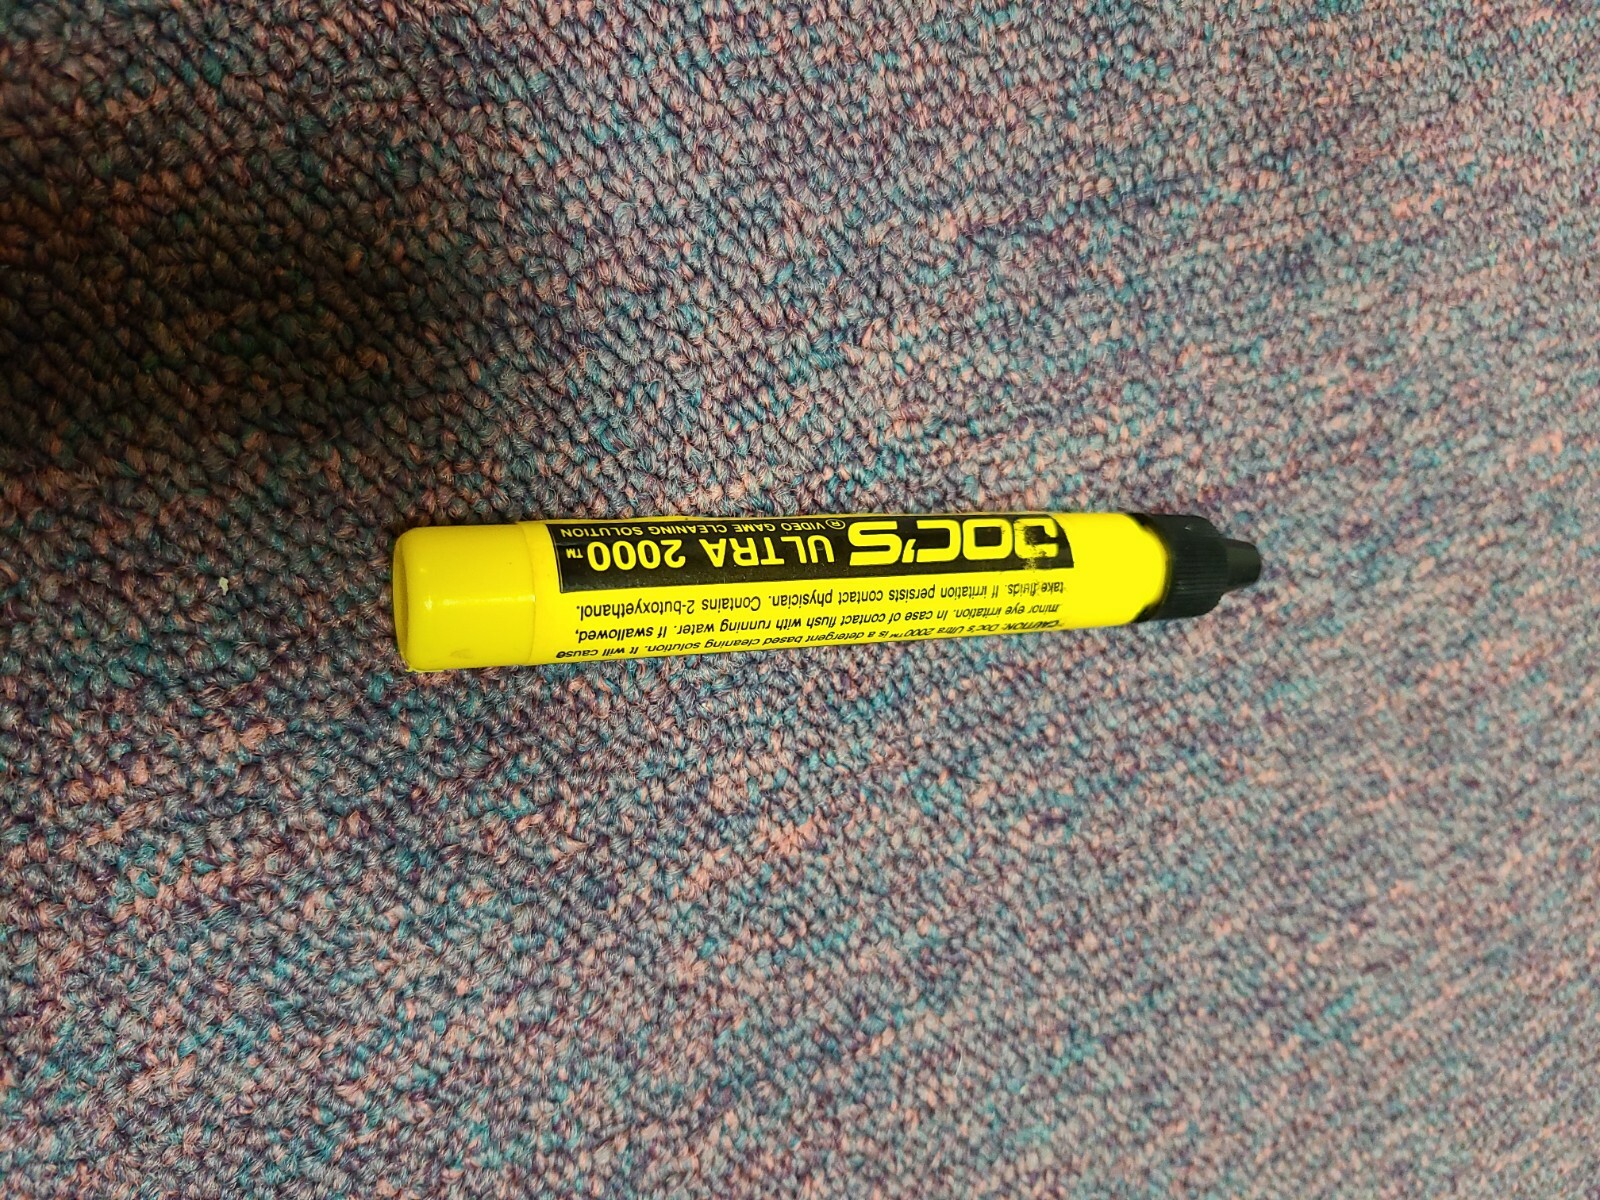 DOC'S ULTRA 2000™
® VIDEO GAME CLEANING SOLUTION
*CAUTION: Doc's Ultra 2000™ is a detergent based cleaning solution. It will cause
minor eye irritation. In case of contact flush with running water. If swallowed,
take fluids. If irritation persists contact physician. Contains 2-butoxyethanol.